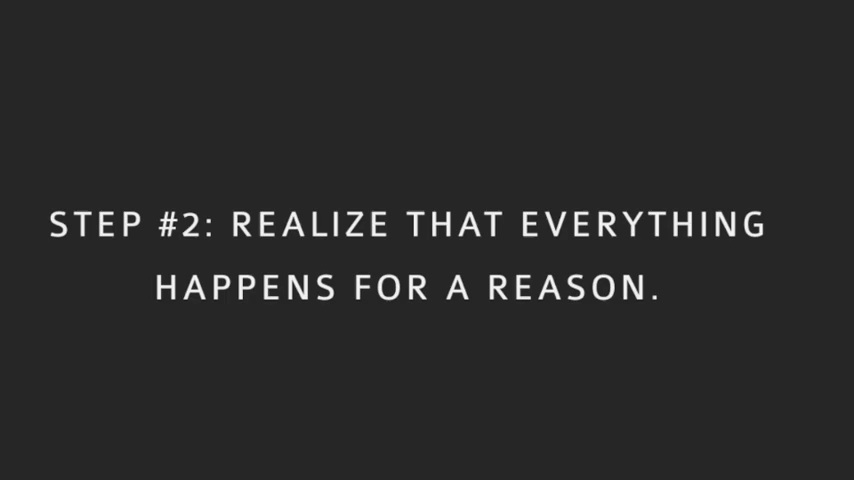 STEP #2: REALIZE THAT EVERYTHING
HAPPENS FOR A REASON.